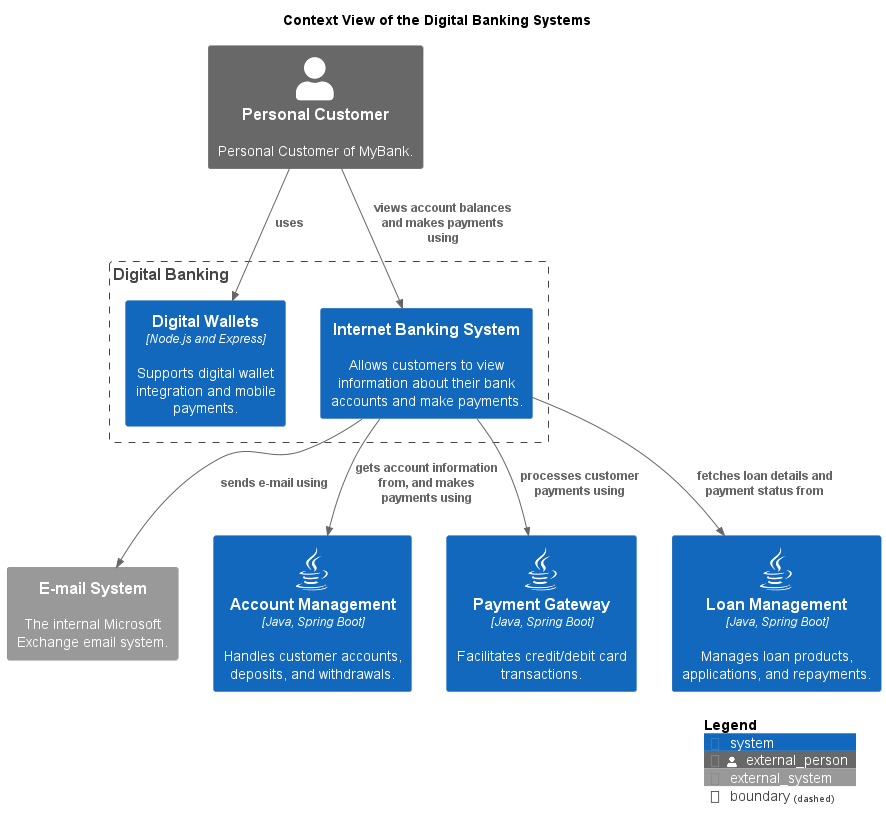 Context View of the Digital Banking Systems
Personal Customer
Personal Customer of MyBank.
uses
views account balances
and makes payments
using
Digital Banking
Digital Wallets
[Node.js and Express]
Supports digital wallet
integration and mobile
payments.
Internet Banking System
Allows customers to view
information about their bank
accounts and make payments.
sends e-mail using
gets account information
from, and makes
payments using
processes customer
payments using
fetches loan details and
payment status from
E-mail System
The internal Microsoft
Exchange email system.
Account Management
[Java, Spring Boot]
Handles customer accounts,
deposits, and withdrawals.
Payment Gateway
[Java, Spring Boot]
Facilitates credit/debit card
transactions.
Loan Management
[Java, Spring Boot]
Manages loan products,
applications, and repayments.
Legend
system
external_person
external_system
boundary (dashed)